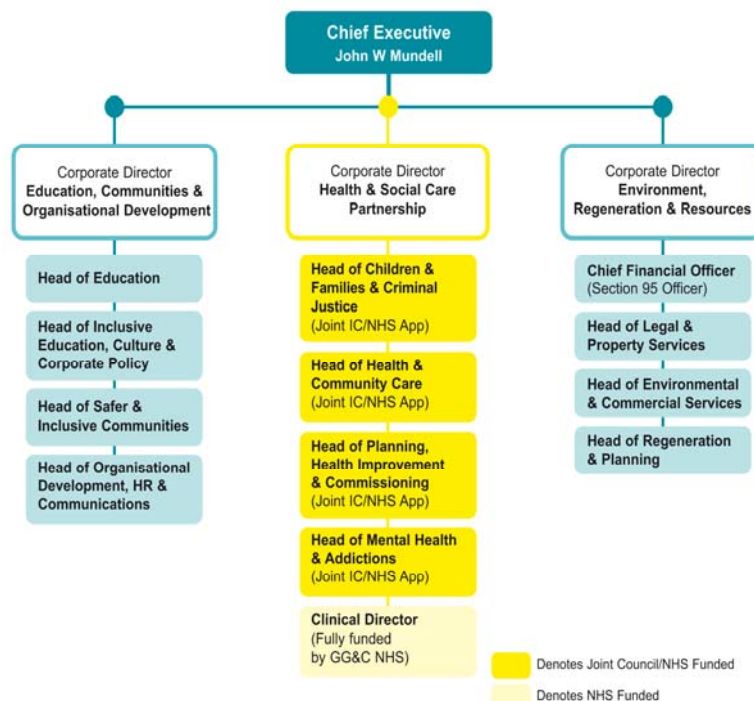 Chief Executive
John W Mundell
Corporate Director
Education, Communities &
Organisational Development
Corporate Director
Health & Social Care
Partnership
Corporate Director
Environment,
Regeneration & Resources
Head of Education
Head of Inclusive
Education, Culture &
Corporate Policy
Head of Safer &
Inclusive Communities
Head of Organisational
Development, HR &
Communications
Head of Children &
Families & Criminal
Justice
(Joint IC/NHS App)
Head of Health &
Community Care
(Joint IC/NHS App)
Head of Planning,
Health Improvement
& Commissioning
(Joint IC/NHS App)
Head of Mental Health
& Addictions
(Joint IC/NHS App)
Clinical Director
(Fully funded
by GG&C NHS)
Chief Financial Officer
(Section 95 Officer)
Head of Legal &
Property Services
Head of Environmental
& Commercial Services
Head of Regeneration
& Planning
Denotes Joint Council/NHS Funded
Denotes NHS Funded